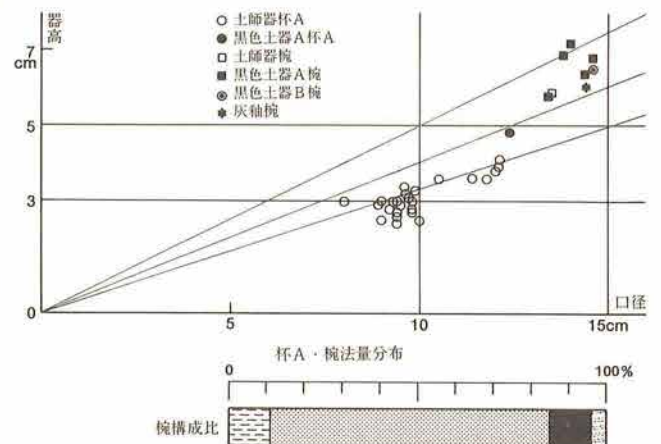 器高
7
cm
5
3
0
○ 土師器杯A
● 黒色土器A杯A
□ 土師器椀
■ 黒色土器A椀
◉ 黒色土器B椀
灰釉椀
口径
5
10
15cm
杯A・椀法量分布
0
100%
椀構成比